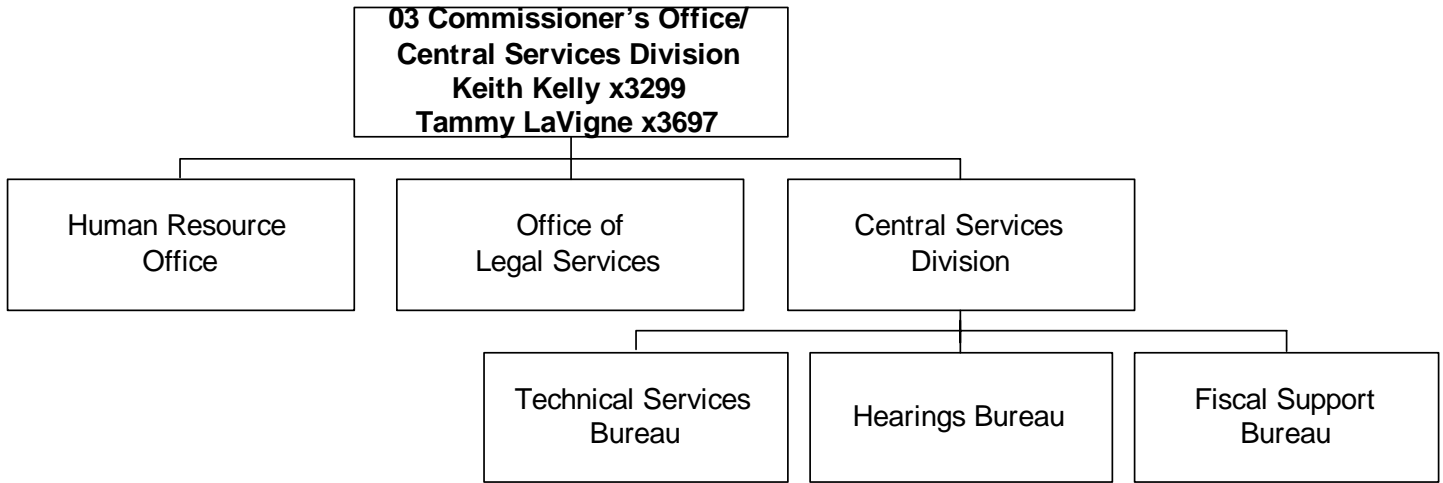 03 Commissioner’s Office/
Central Services Division
Keith Kelly x3299
Tammy LaVigne x3697
Human Resource
Office
Office of
Legal Services
Central Services
Division
Technical Services
Bureau
Hearings Bureau
Fiscal Support
Bureau